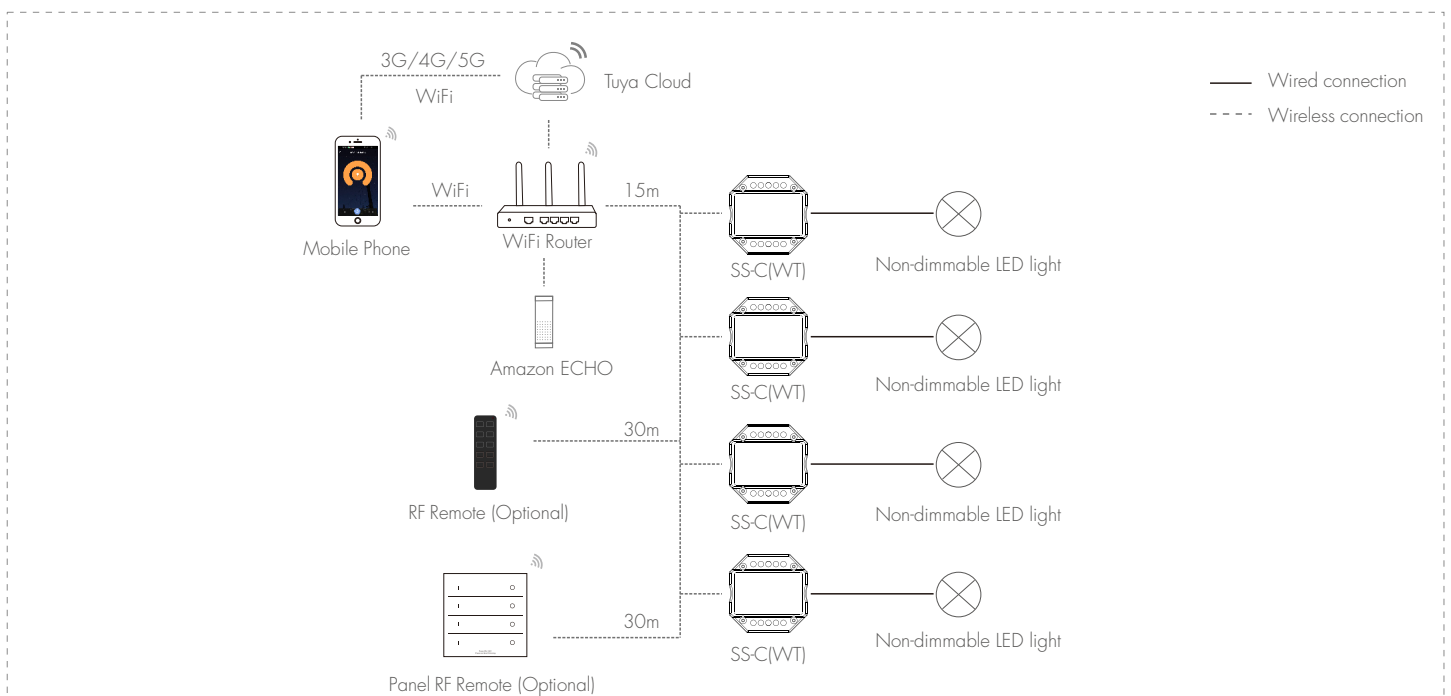 3G/4G/5G
WiFi
Tuya Cloud
Wired connection
Wireless connection
WiFi
15m
Mobile Phone
WiFi Router
SS-C(WT)
Non-dimmable LED light
Amazon ECHO
SS-C(WT)
Non-dimmable LED light
30m
RF Remote (Optional)
SS-C(WT)
Non-dimmable LED light
30m
Panel RF Remote (Optional)
SS-C(WT)
Non-dimmable LED light